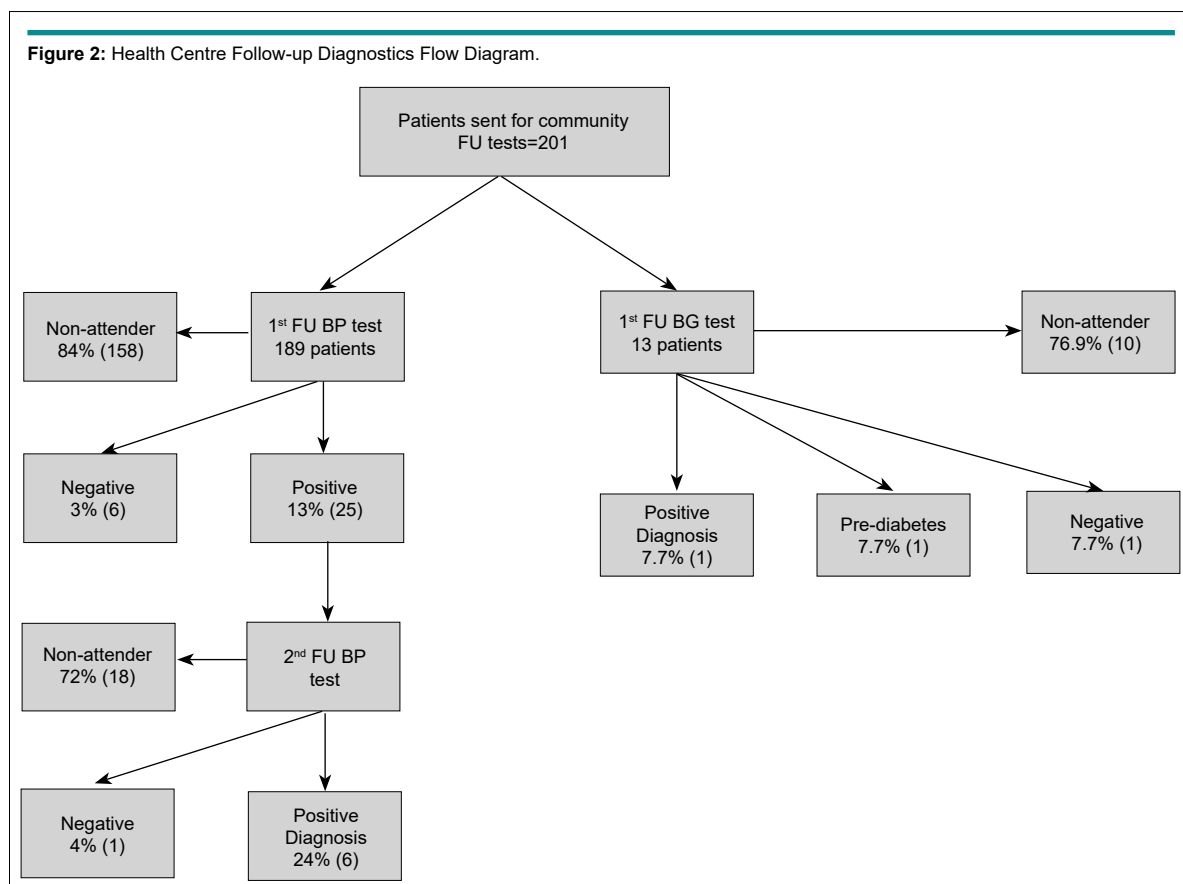 Figure 2: Health Centre Follow-up Diagnostics Flow Diagram.
Patients sent for community
FU tests=201
Non-attender
84% (158)
1st FU BP test
189 patients
1st FU BG test
13 patients
Non-attender
76.9% (10)
Negative
3% (6)
Positive
13% (25)
Positive
Diagnosis
7.7% (1)
Pre-diabetes
7.7% (1)
Negative
7.7% (1)
Non-attender
72% (18)
2nd FU BP
test
Negative
4% (1)
Positive
Diagnosis
24% (6)